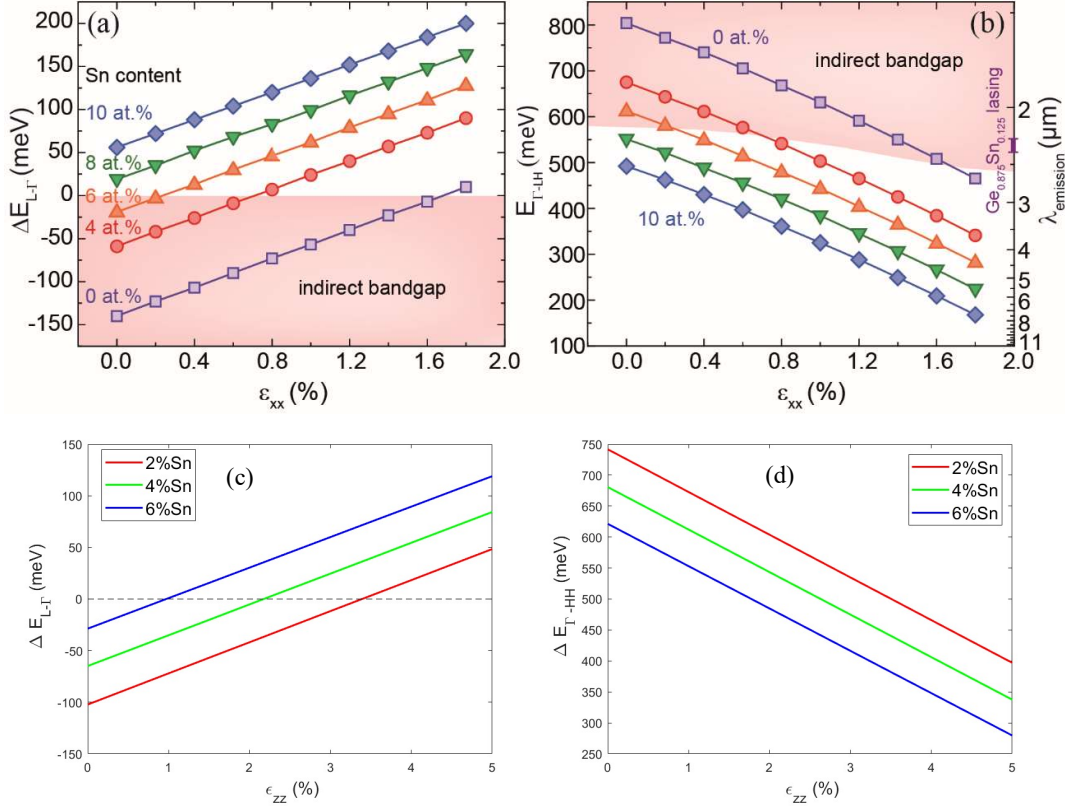 (a)
Sn content
10 at.%
8 at.%
6 at.%
4 at.%
0 at.%
indirect bandgap
ΔE_L-Γ (meV)
200
150
100
50
0
-50
-100
-150
0.0 0.4 0.8 1.2 1.6 2.0
ε_xx (%)
(b)
0 at.%
indirect bandgap
10 at.%
E_Γ-LH (meV)
800
700
600
500
400
300
200
100
0.0 0.4 0.8 1.2 1.6 2.0
ε_xx (%)
Ge_0.875Sn_0.125 lasing
2
3
4
5
6
8
11
λ_emission (μm)
(c)
2%Sn
4%Sn
6%Sn
Δ E_L-Γ (meV)
150
100
50
0
-50
-100
-150
0 1 2 3 4 5
ϵ_zz (%)
(d)
2%Sn
4%Sn
6%Sn
Δ E_Γ-HH (meV)
750
700
650
600
550
500
450
400
350
300
250
0 1 2 3 4 5
ϵ_zz (%)